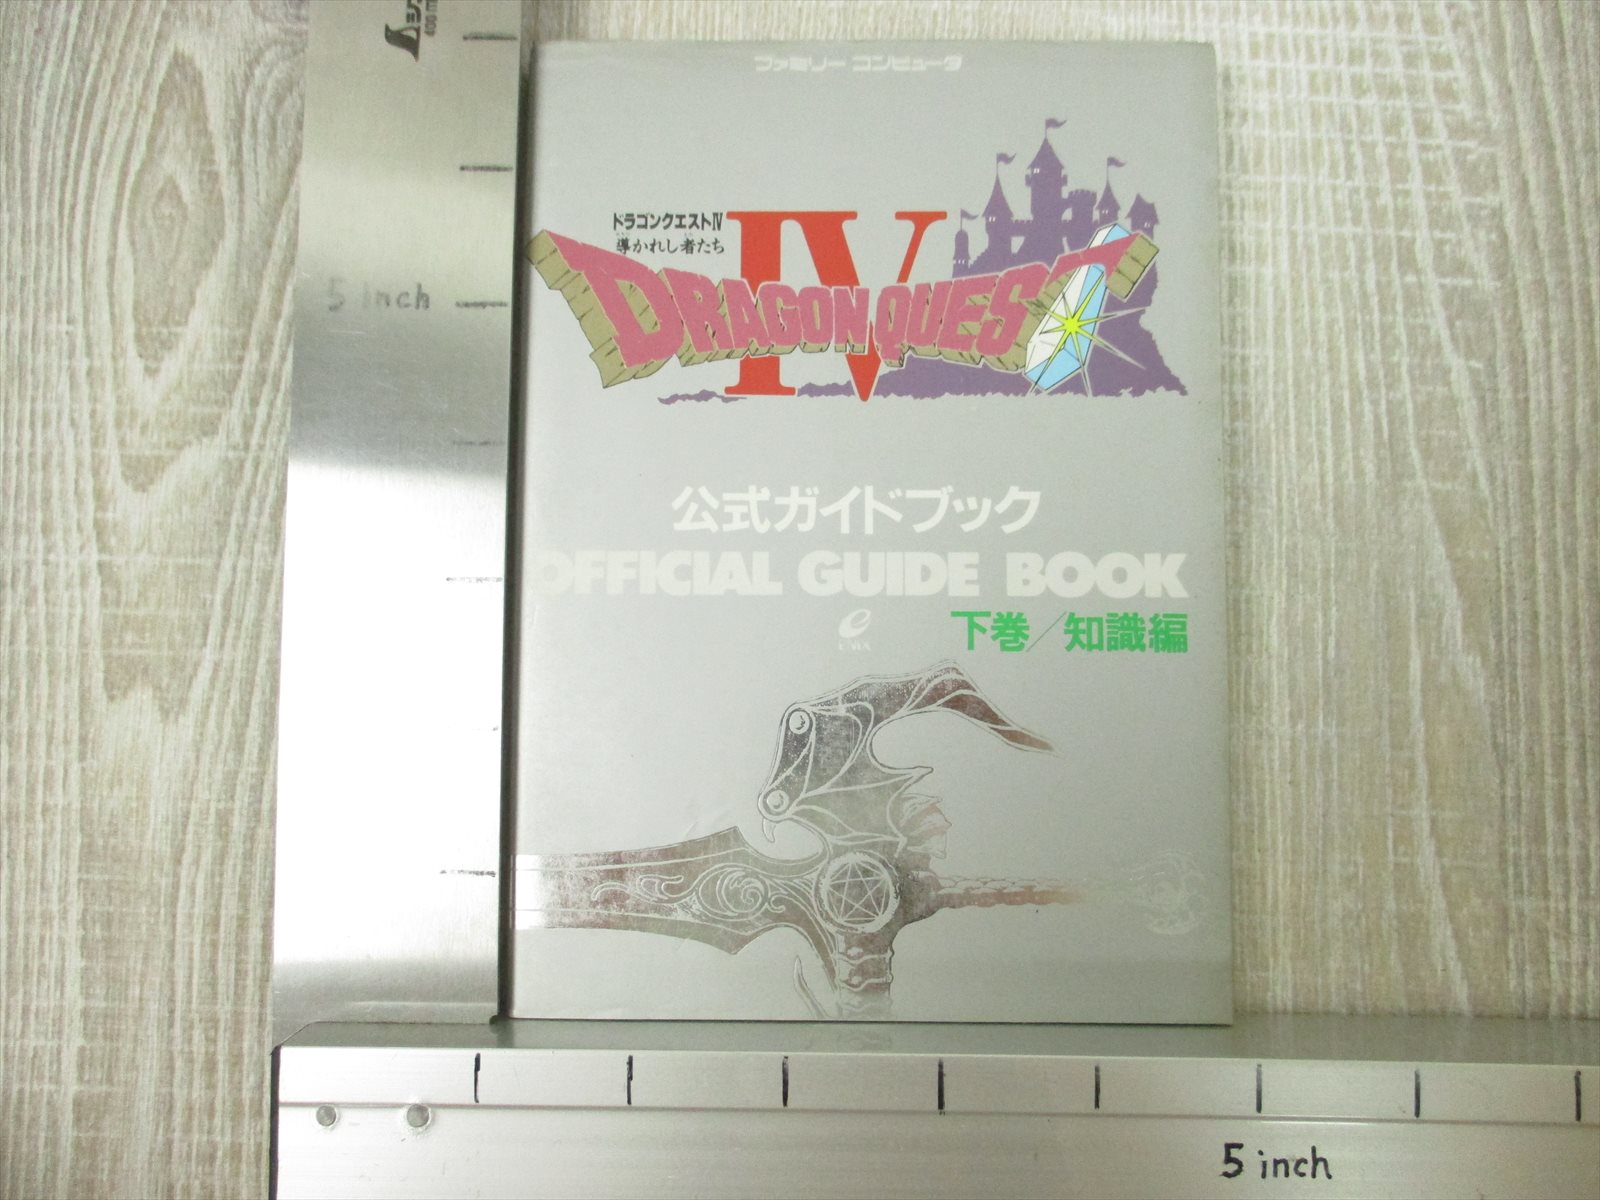 ファミリー コンピュータ
ドラゴンクエストⅣ
導かれし者たち
IV
DRAGON QUEST
5 inch
公式ガイドブック
OFFICIAL GUIDE BOOK
下巻/知識編
5 inch